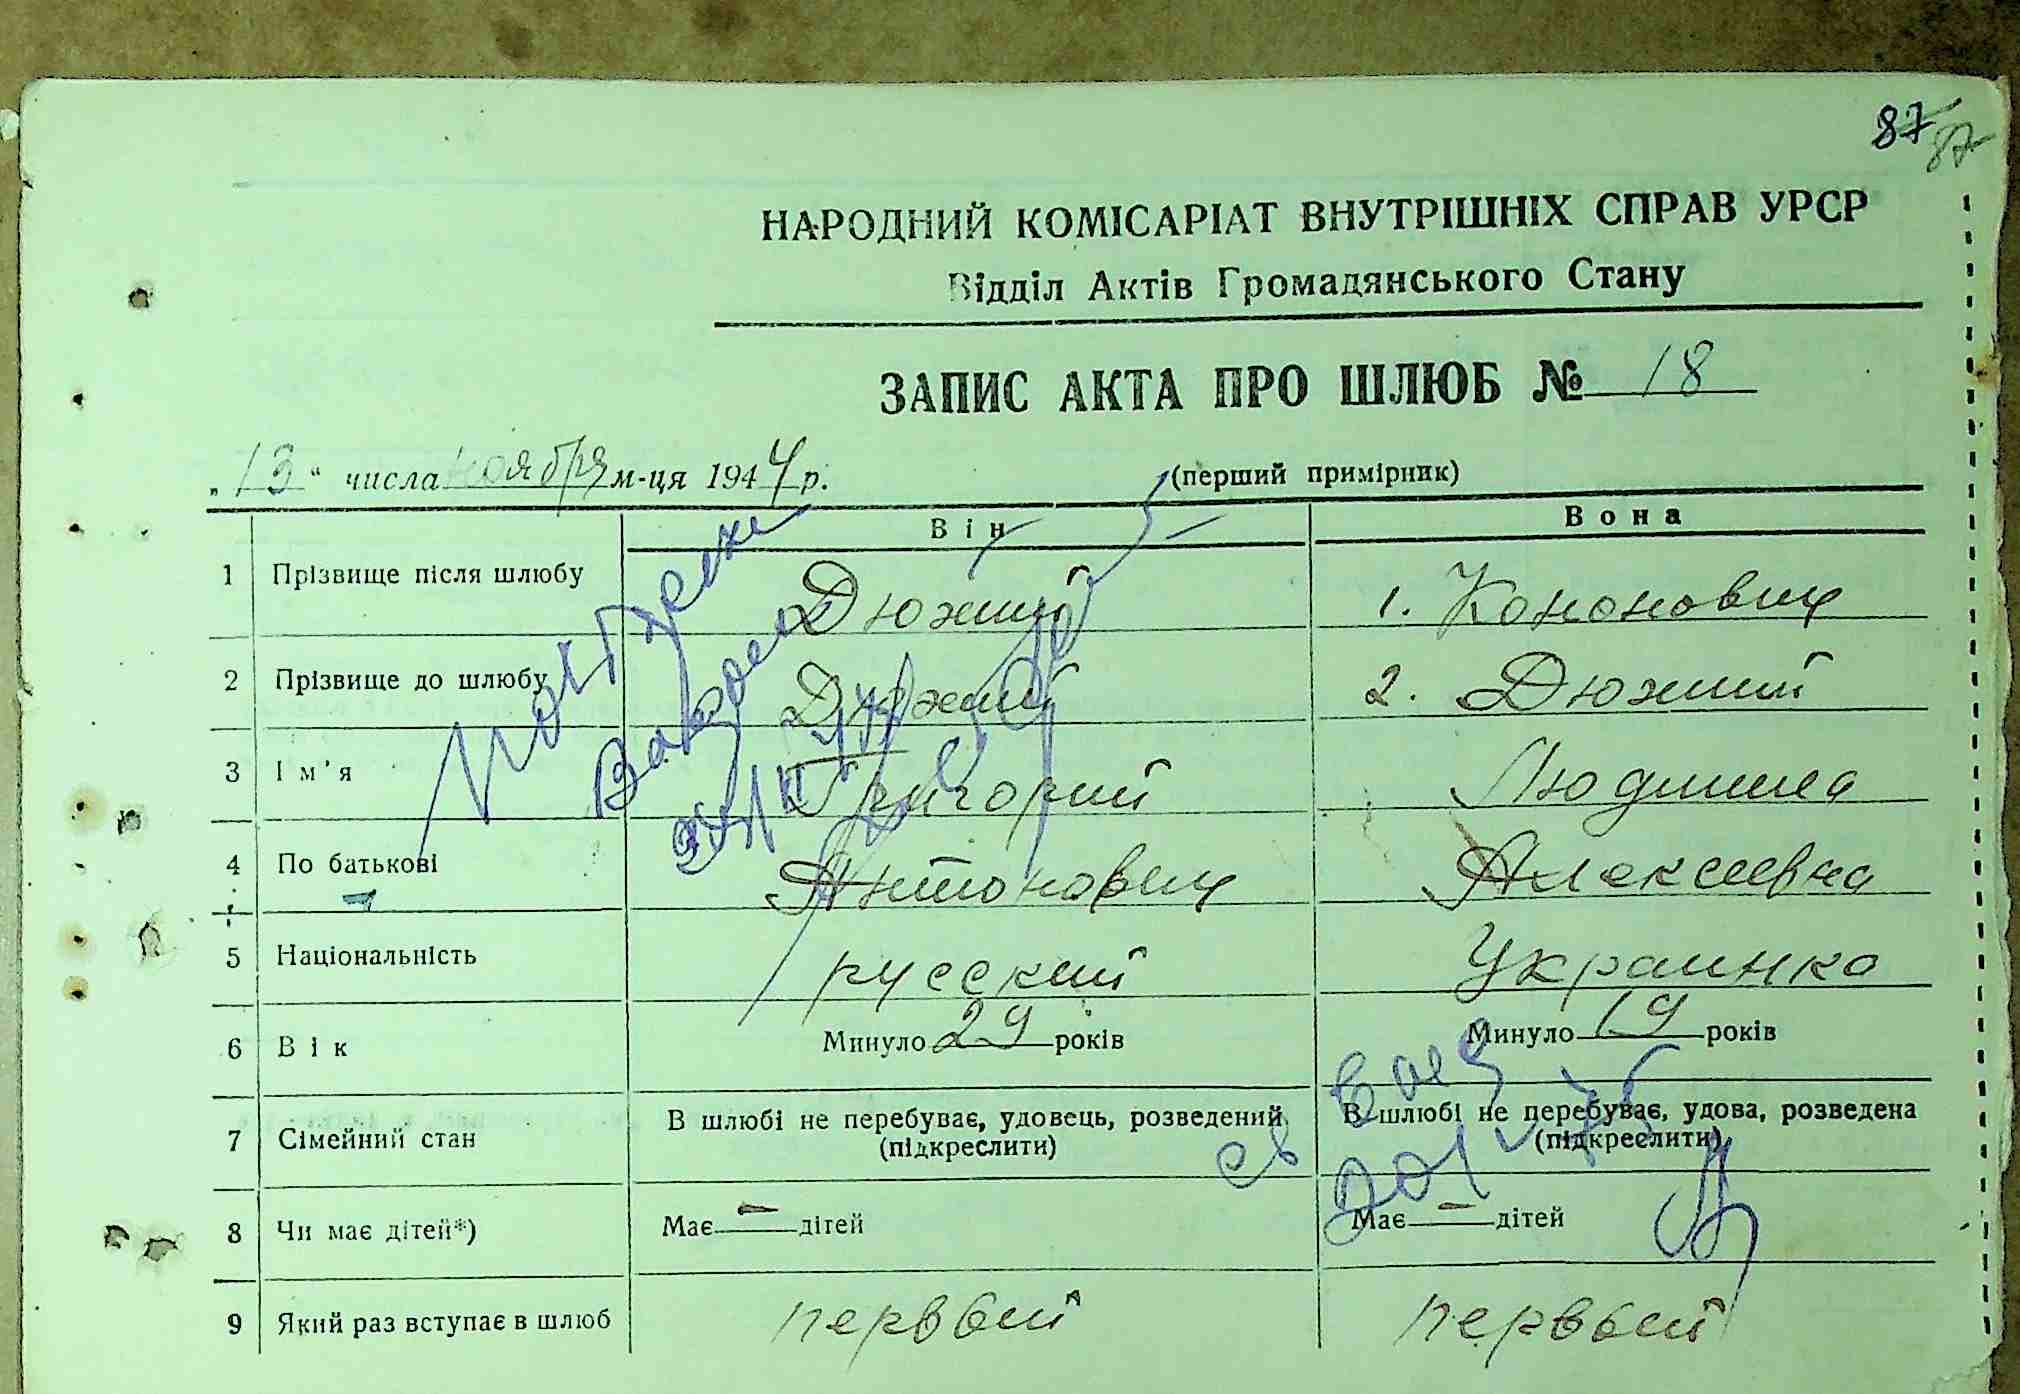 87 87
НАРОДНИЙ КОМІСАРІАТ ВНУТРІШНІХ СПРАВ УРСР
Відділ Актів Громадянського Стану
ЗАПИС АКТА ПРО ШЛЮБ № 18
„13“ числа ноября м-ця 1944 р. (перший примірник)
Він Вона
1 Прізвище після шлюбу Дюжий 1. Кононович
2 Прізвище до шлюбу Дюжий 2. Дюжий
3 Ім'я Григорий Людмила
4 По батькові Антонович Алексеевна
5 Національність русский Украинка
6 Вік Минуло 29 років Минуло 19 років
7 Сімейний стан В шлюбі не перебуває, удовець, розведений (підкреслити) В шлюбі не перебуває, удова, розведена (підкреслити)
8 Чи має дітей*) Має — дітей Має — дітей
9 Який раз вступає в шлюб первый первый